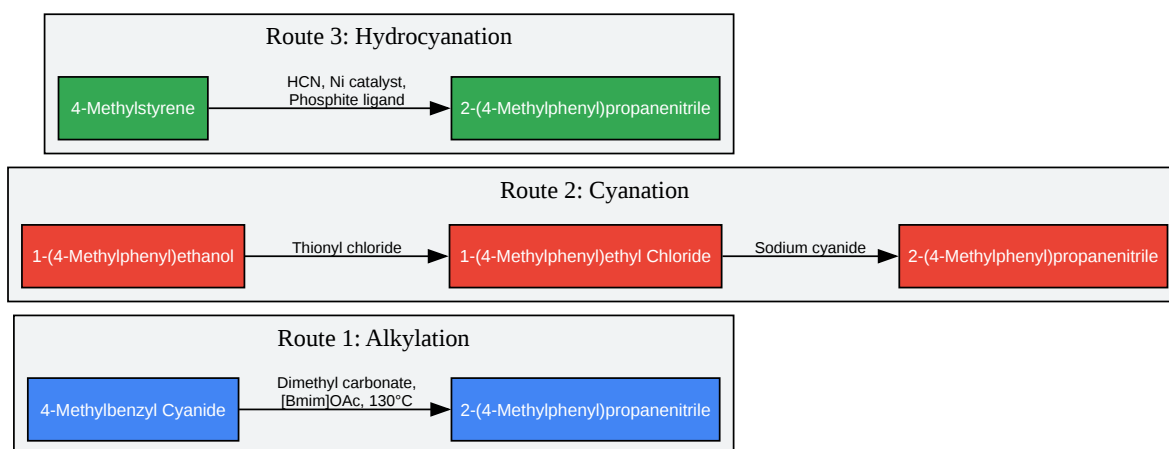 Route 3: Hydrocyanation
4-Methylstyrene
HCN, Ni catalyst,
Phosphite ligand
2-(4-Methylphenyl)propanenitrile
Route 2: Cyanation
1-(4-Methylphenyl)ethanol
Thionyl chloride
1-(4-Methylphenyl)ethyl Chloride
Sodium cyanide
2-(4-Methylphenyl)propanenitrile
Route 1: Alkylation
4-Methylbenzyl Cyanide
Dimethyl carbonate,
[Bmim]OAc, 130°C
2-(4-Methylphenyl)propanenitrile